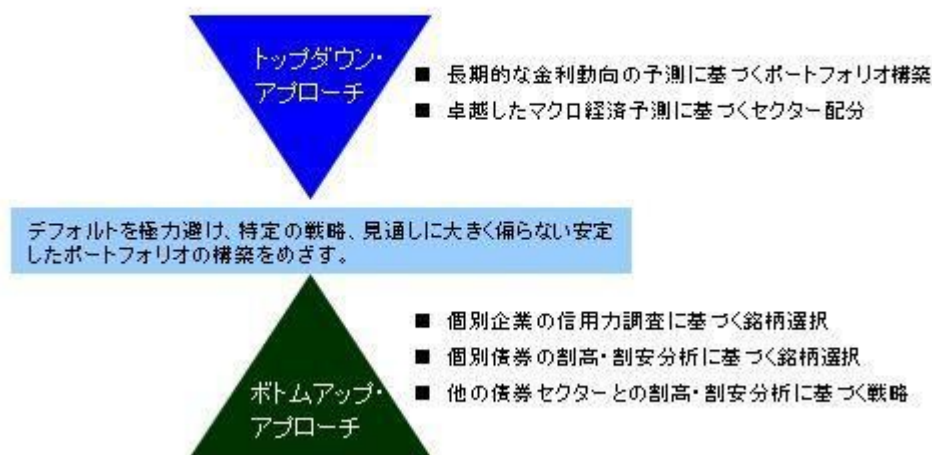 トップダウン・
アプローチ
■ 長期的な金利動向の予測に基づくポートフォリオ構築
■ 卓越したマクロ経済予測に基づくセクター配分
デフォルトを極力避け、特定の戦略、見通しに大きく偏らない安定
したポートフォリオの構築をめざす。
■ 個別企業の信用力調査に基づく銘柄選択
■ 個別債券の割高・割安分析に基づく銘柄選択
■ 他の債券セクターとの割高・割安分析に基づく戦略
ボトムアップ・
アプローチ